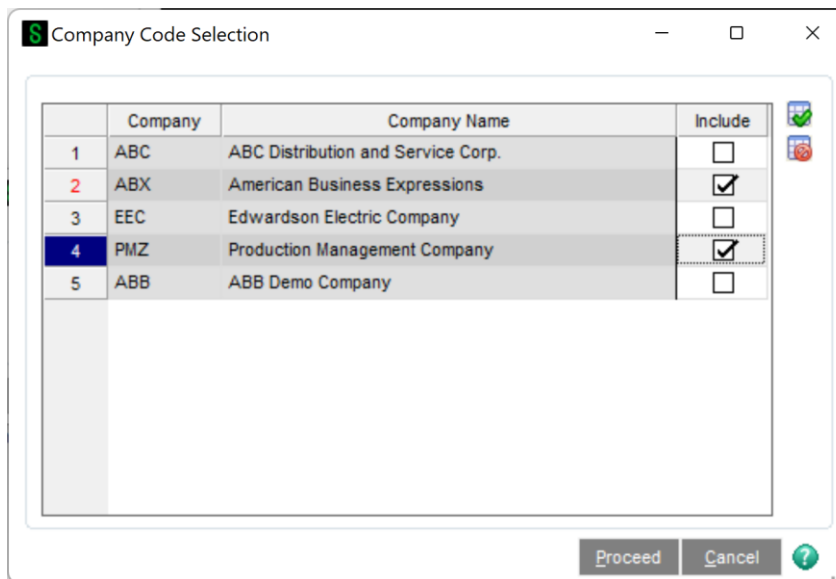 S Company Code Selection
Company Company Name Include
1 ABC ABC Distribution and Service Corp.
2 ABX American Business Expressions
3 EEC Edwardson Electric Company
4 PMZ Production Management Company
5 ABB ABB Demo Company
Proceed Cancel ?